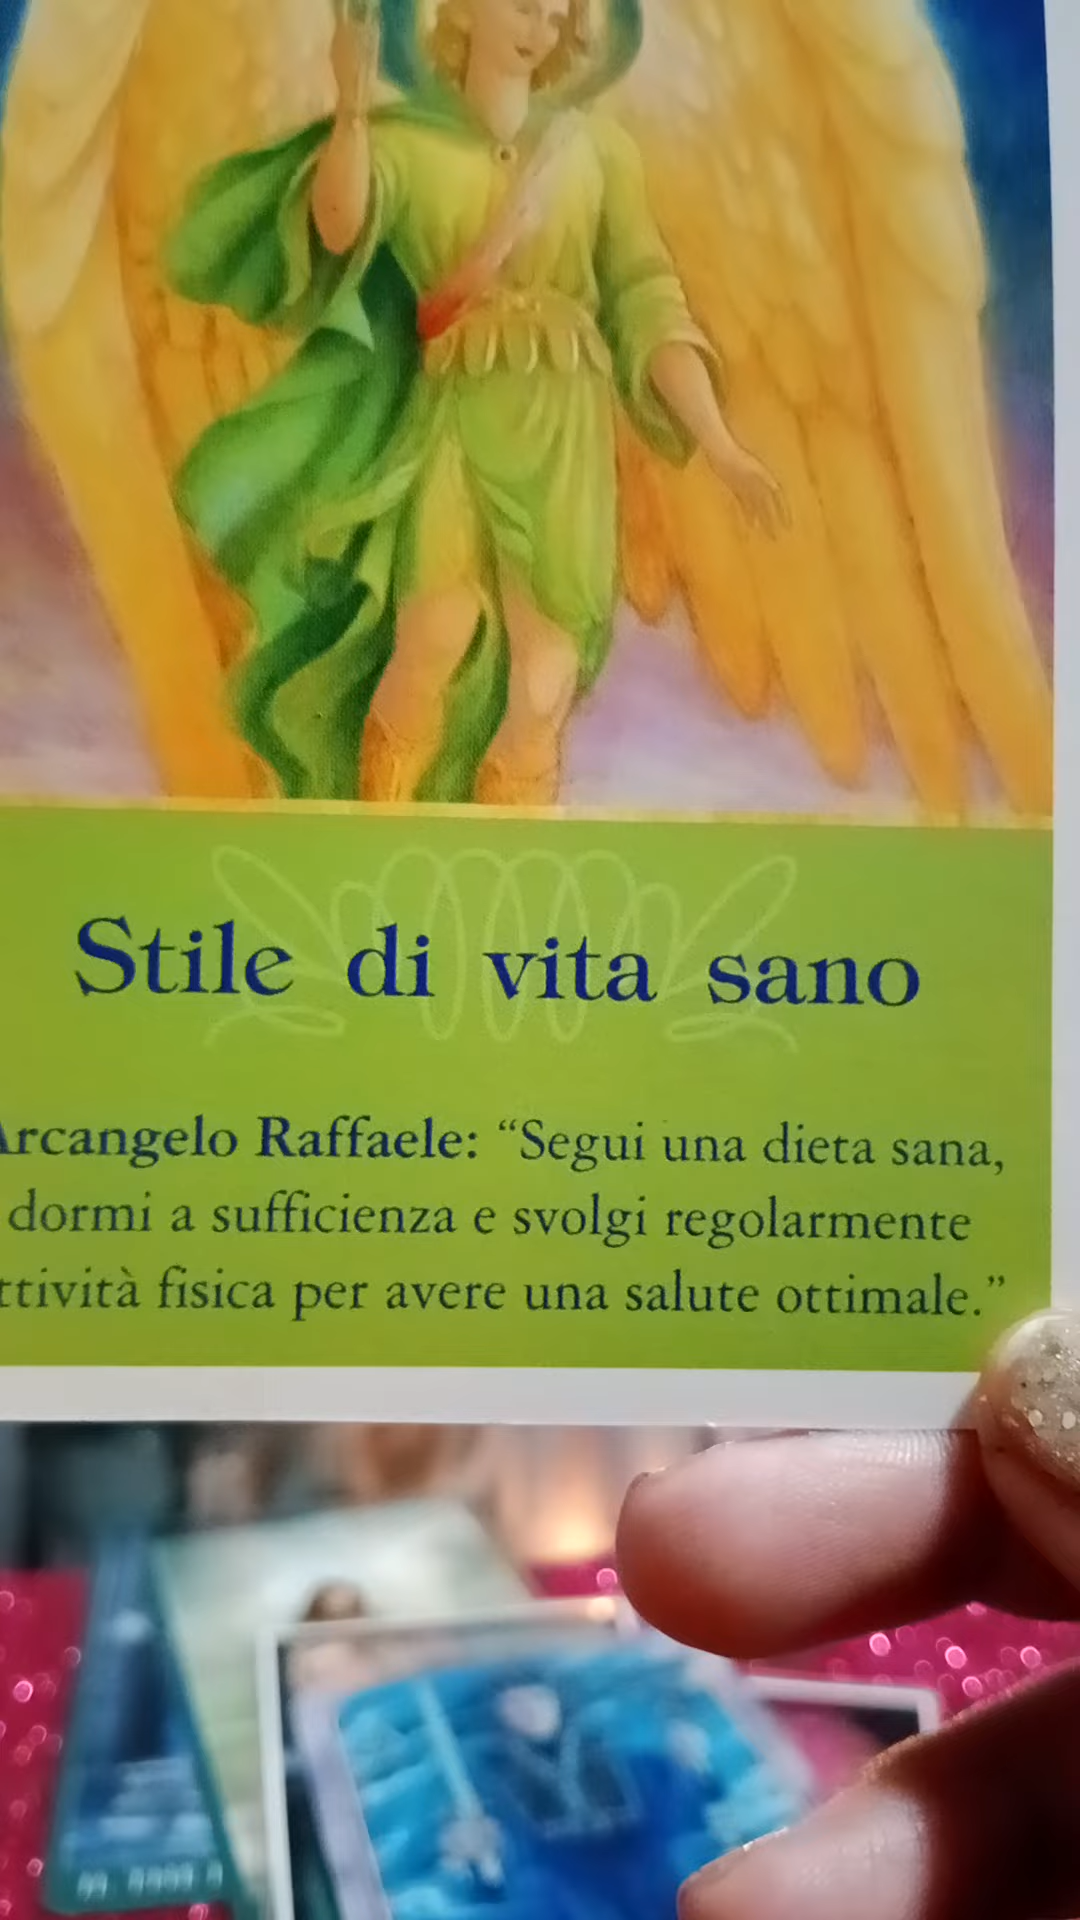 Stile di vita sano
Arcangelo Raffaele: “Segui una dieta sana,
dormi a sufficienza e svolgi regolarmente
ttività fisica per avere una salute ottimale.”